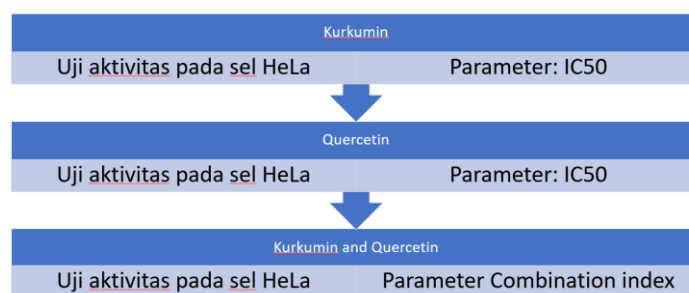 Kurkumin
Uji aktivitas pada sel HeLa Parameter: IC50
Quercetin
Uji aktivitas pada sel HeLa Parameter: IC50
Kurkumin and Quercetin
Uji aktivitas pada sel HeLa Parameter Combination index